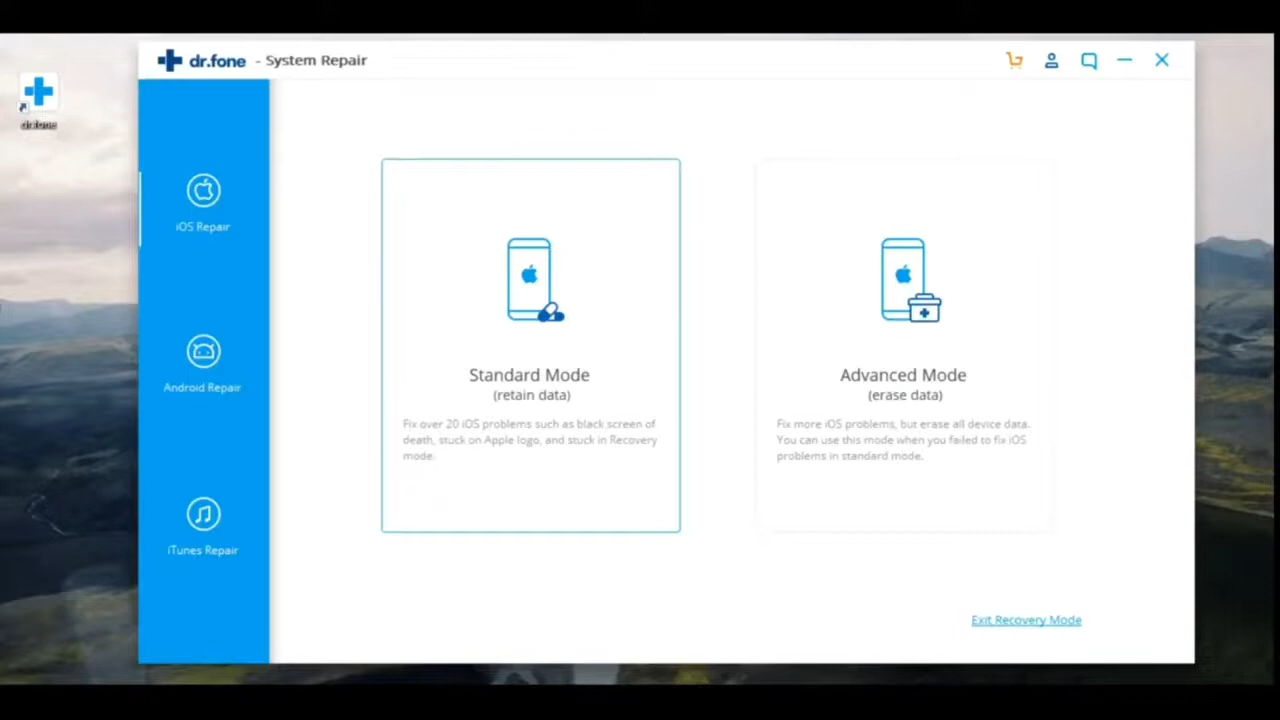 dr.fone - System Repair
dr.fone
iOS Repair
Android Repair
iTunes Repair
Standard Mode
(retain data)
Fix over 20 iOS problems such as black screen of
death, stuck on Apple logo, and stuck in Recovery
mode.
Advanced Mode
(erase data)
Fix more iOS problems, but erase all device data.
You can use this mode when you failed to fix iOS
problems in standard mode.
Exit Recovery Mode